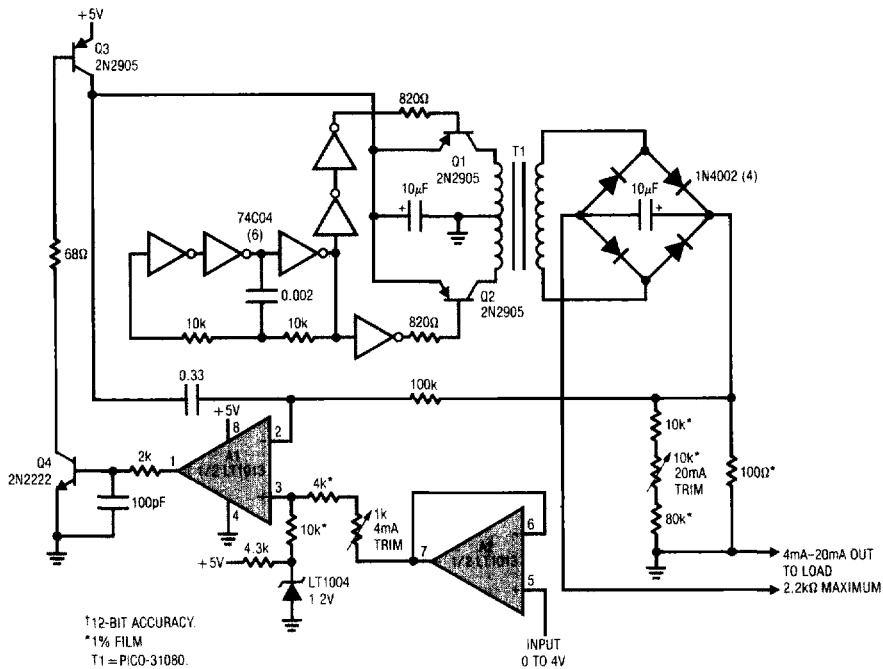 +5V
Q3
2N2905
820Ω
Q1
2N2905
T1
10µF
1N4002 (4)
10µF
74C04
(6)
68Ω
0.002
Q2
2N2905
10k
10k
820Ω
0.33
100k
+5V
8
2
A1
1/2 LT1013
1
3
4
2k
Q4
2N2222
100pF
4k*
10k*
1k
4mA
TRIM
4.3k
+5V
LT1004
1 2V
6
7
A2
1/2 LT1013
5
INPUT
0 TO 4V
10k*
10k*
20mA
TRIM
80k*
100Ω*
4mA–20mA OUT
TO LOAD
2.2kΩ MAXIMUM
†12-BIT ACCURACY.
*1% FILM
T1 = PICO-31080.